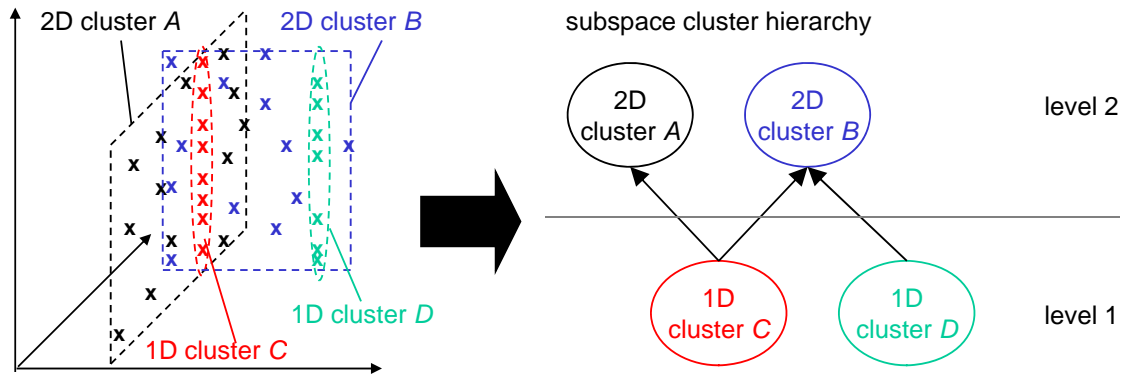 2D cluster A
2D cluster B
1D cluster D
1D cluster C
subspace cluster hierarchy
2D
cluster A
2D
cluster B
level 2
1D
cluster C
1D
cluster D
level 1